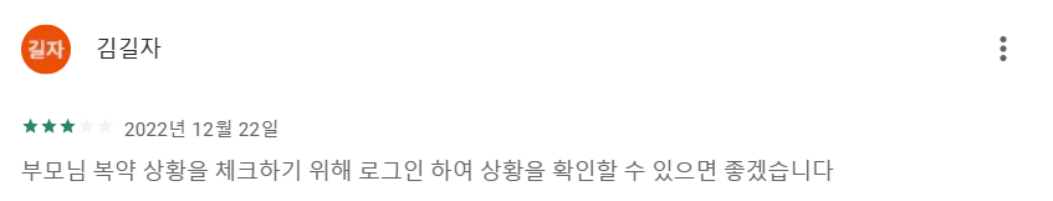 길자 김길자
2022년 12월 22일
부모님 복약 상황을 체크하기 위해 로그인 하여 상황을 확인할 수 있으면 좋겠습니다